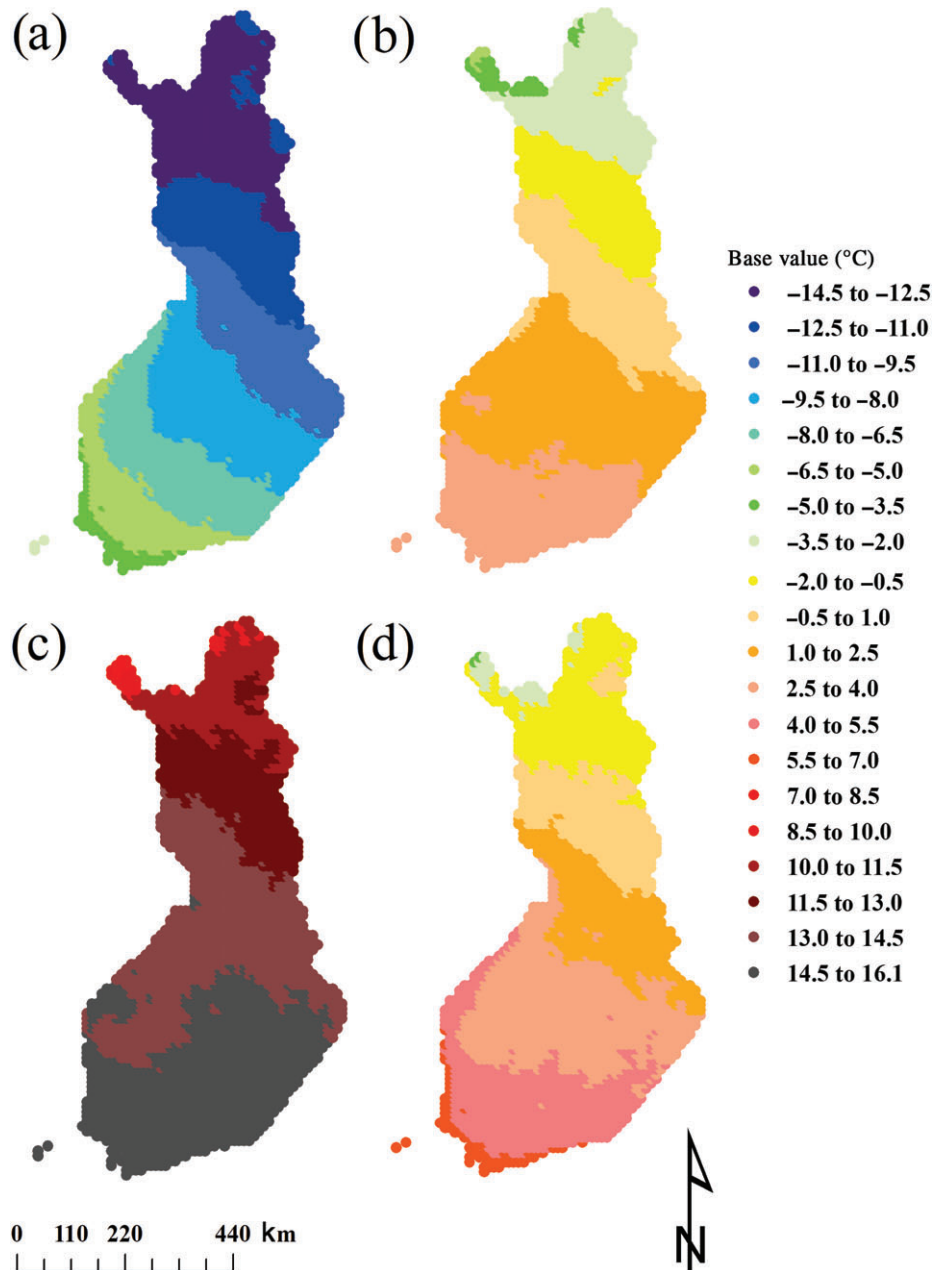 (a)
(b)
Base value (°C)
−14.5 to −12.5
−12.5 to −11.0
−11.0 to −9.5
−9.5 to −8.0
−8.0 to −6.5
−6.5 to −5.0
−5.0 to −3.5
−3.5 to −2.0
−2.0 to −0.5
−0.5 to 1.0
1.0 to 2.5
2.5 to 4.0
4.0 to 5.5
5.5 to 7.0
7.0 to 8.5
8.5 to 10.0
10.0 to 11.5
11.5 to 13.0
13.0 to 14.5
14.5 to 16.1
(c)
(d)
0 110 220 440 km
N